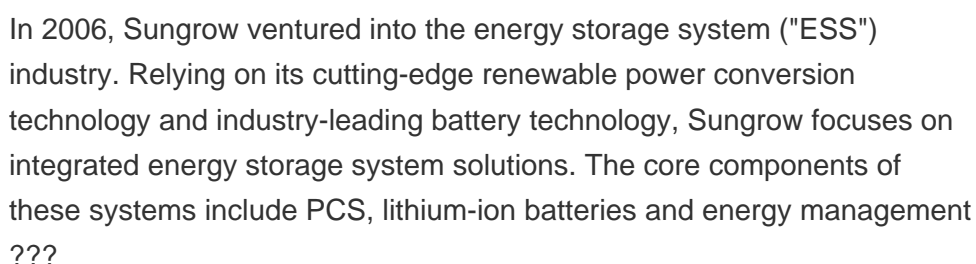 In 2006, Sungrow ventured into the energy storage system ("ESS")
industry. Relying on its cutting-edge renewable power conversion
technology and industry-leading battery technology, Sungrow focuses on
integrated energy storage system solutions. The core components of
these systems include PCS, lithium-ion batteries and energy management
???